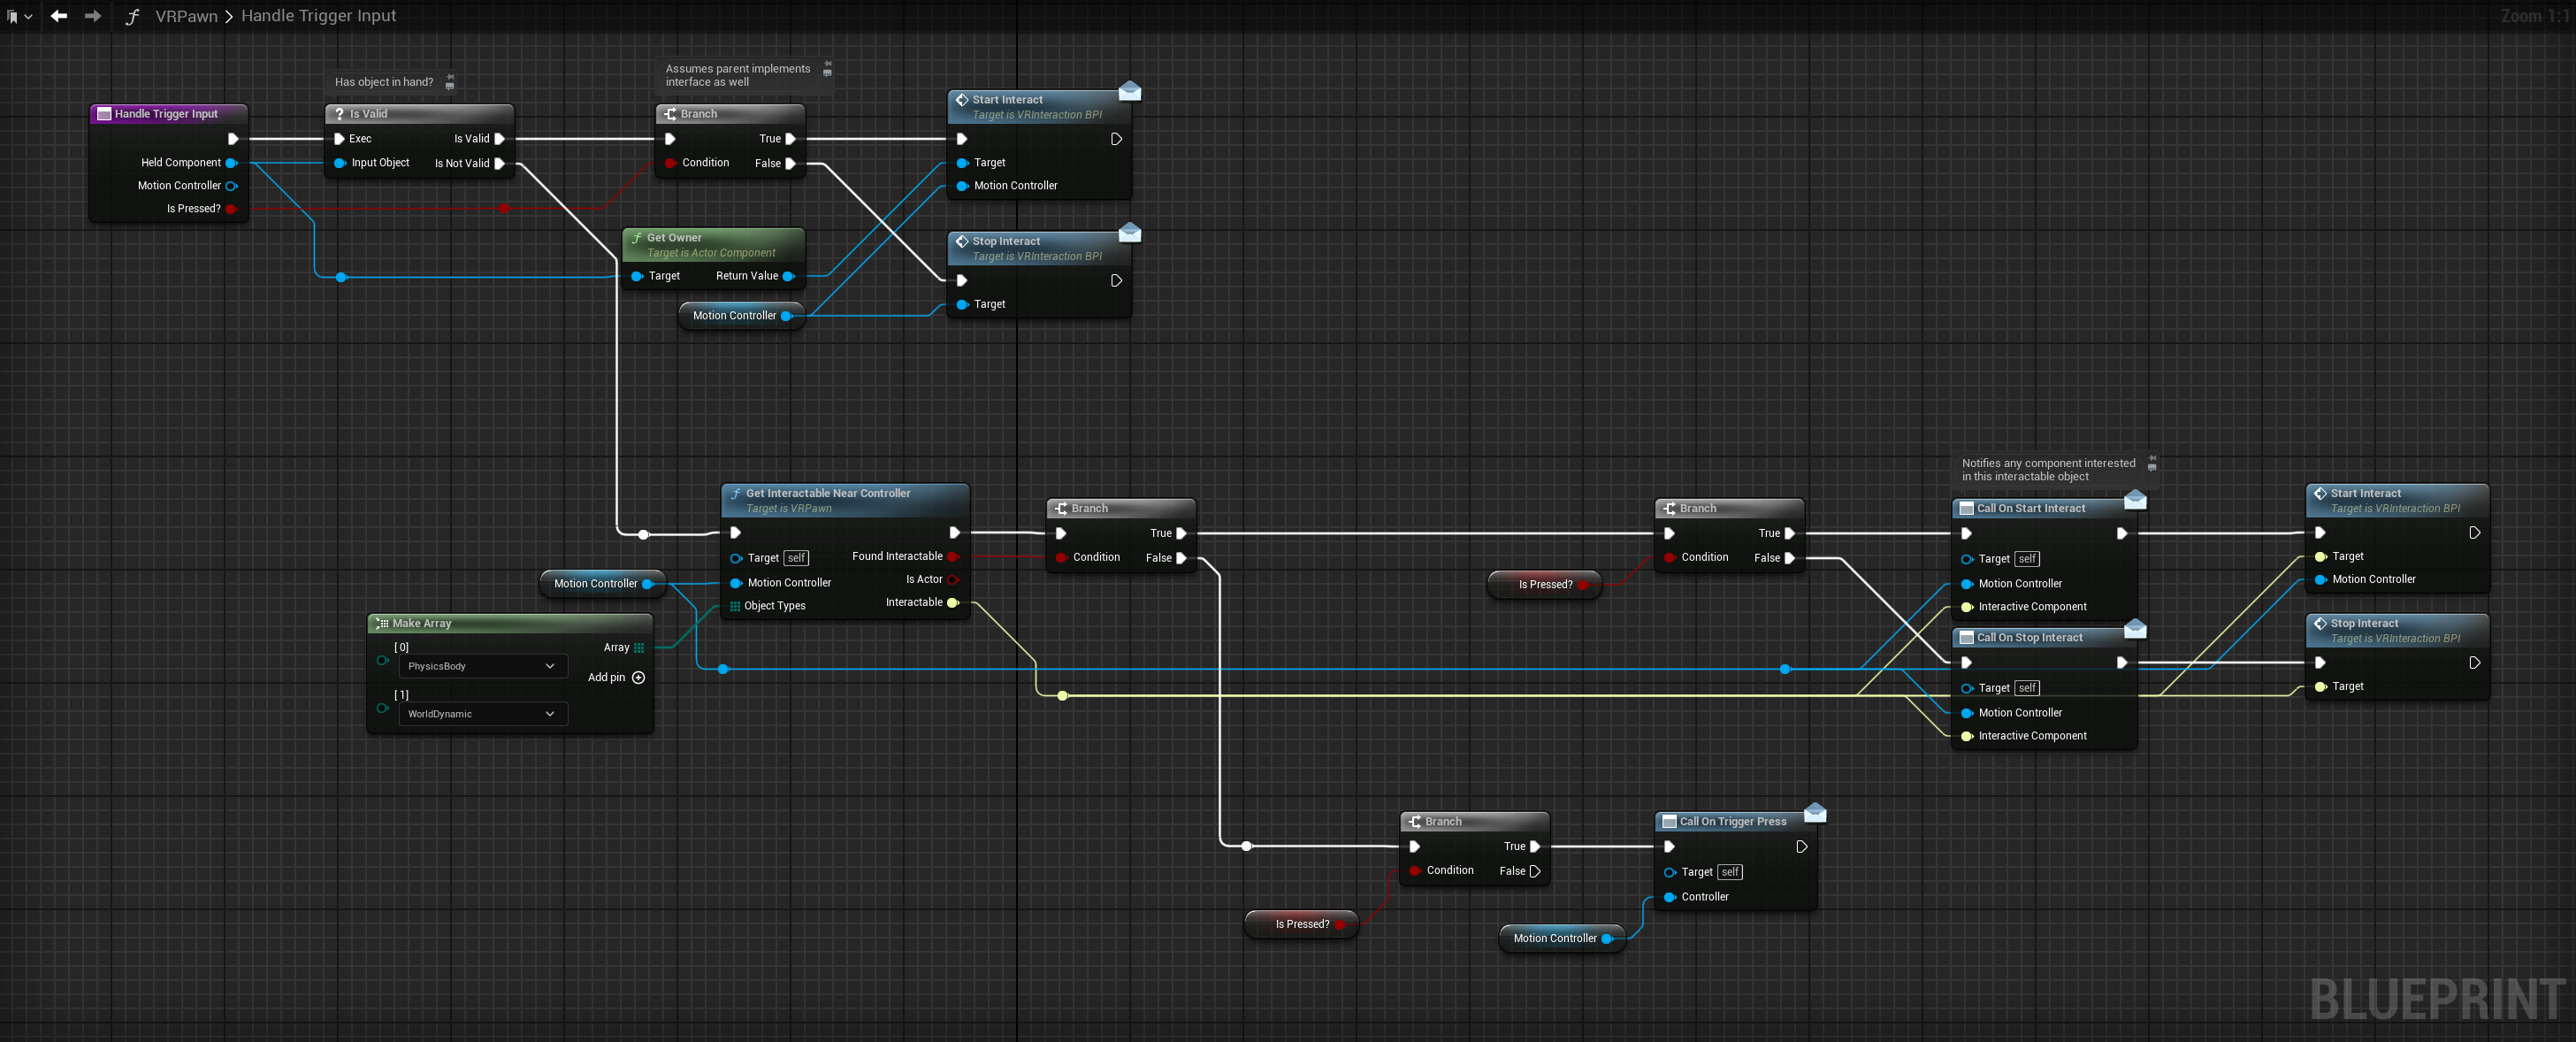 VRPawn > Handle Trigger Input
Zoom 1:1
Has object in hand?
Assumes parent implements
interface as well
Handle Trigger Input
Held Component
Motion Controller
Is Pressed?
Is Valid
Exec
Is Valid
Input Object
Is Not Valid
Branch
True
Condition
False
Start Interact
Target is VRInteraction BPI
Target
Motion Controller
Get Owner
Target is Actor Component
Target
Return Value
Motion Controller
Stop Interact
Target is VRInteraction BPI
Target
Get Interactable Near Controller
Target is VRPawn
Target self
Found Interactable
Is Actor
Motion Controller
Object Types
Interactable
Motion Controller
Make Array
[0]
Array
PhysicsBody
Add pin
[1]
WorldDynamic
Branch
True
Condition
False
Is Pressed?
Branch
True
Condition
False
Notifies any component interested
in this interactable object
Call On Start Interact
Target self
Motion Controller
Interactive Component
Call On Stop Interact
Target self
Motion Controller
Interactive Component
Start Interact
Target is VRInteraction BPI
Target
Motion Controller
Stop Interact
Target is VRInteraction BPI
Target
Branch
True
Condition
False
Is Pressed?
Call On Trigger Press
Target self
Controller
Motion Controller
BLUEPRINT